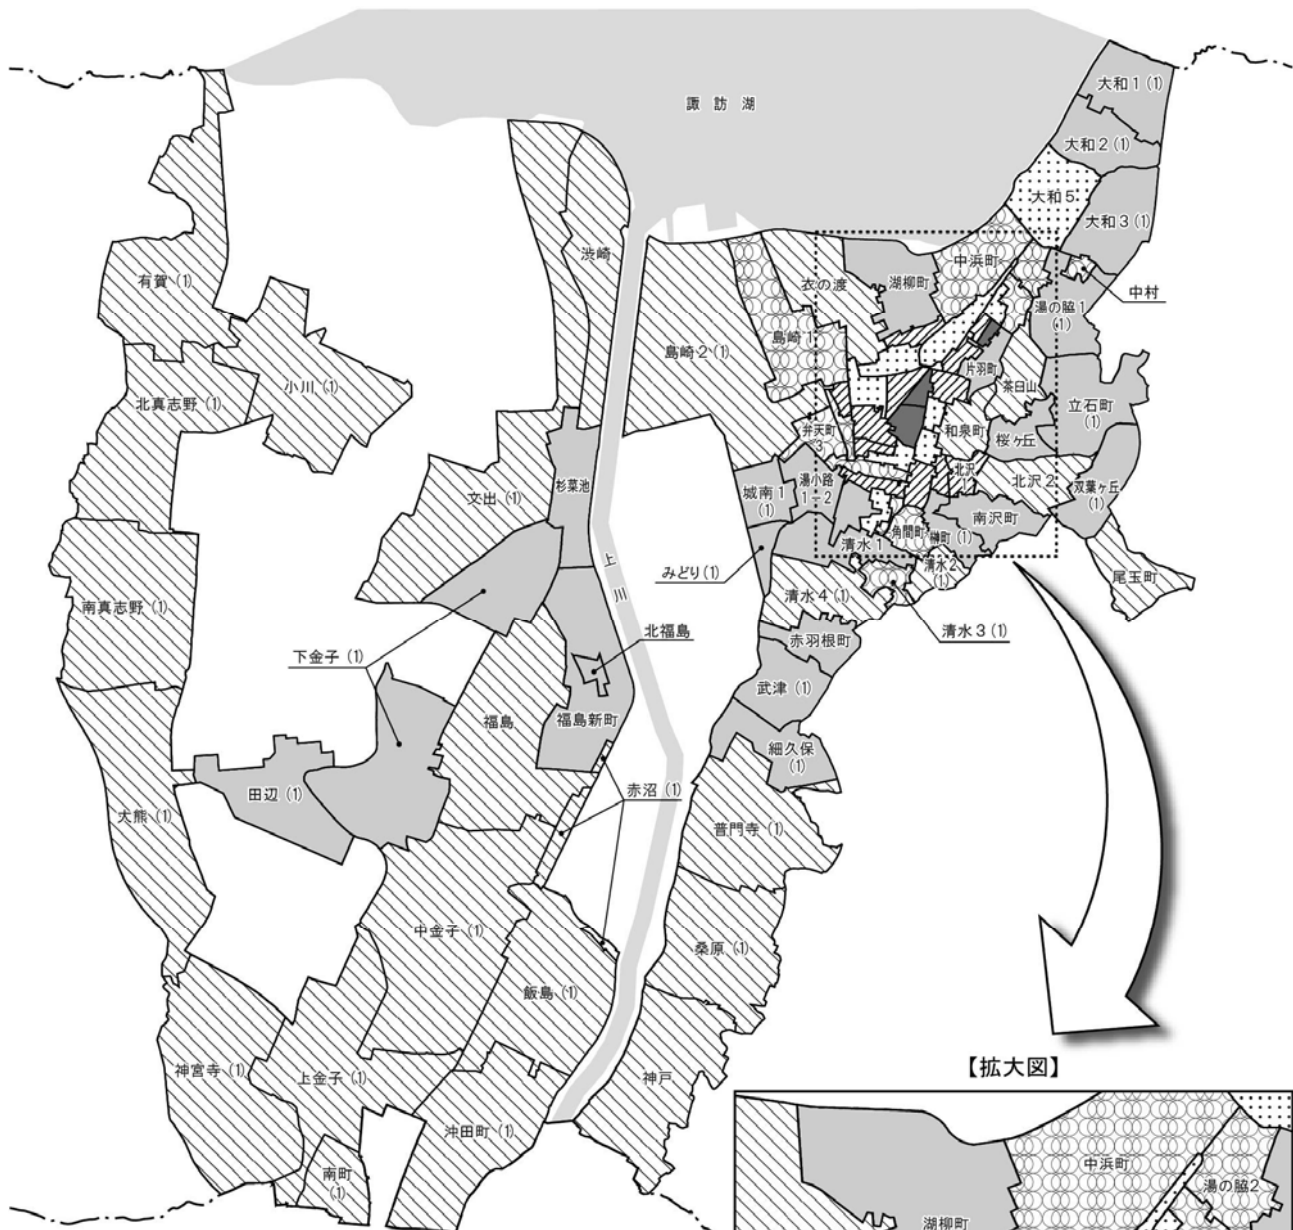 諏訪湖
大和1(1)
大和2(1)
大和5
大和3(1)
中村
渋崎
衣の渡
湖柳町
中浜町
湯の脇1
(1)
有賀(1)
島崎2(1)
島崎1
片羽町
茶臼山
立石町
(1)
北真志野(1)
小川(1)
弁天町
3
和泉町
桜ヶ丘
文出(1)
杉菜池
城南1
(1)
湯小路
1-2
北沢
1
北沢2
双葉ヶ丘
(1)
南沢町
角間町
榊町(1)
清水1
上川
みどり(1)
清水2
(1)
尾玉町
南真志野(1)
清水4(1)
清水3(1)
北福島
赤羽根町
下金子(1)
武津(1)
福島
福島新町
細久保
(1)
田辺(1)
赤沼(1)
大熊(1)
普門寺(1)
中金子(1)
桑原(1)
飯島(1)
神宮寺(1)
上金子(1)
神戸
沖田町(1)
南町
(1)
【拡大図】
中浜町
湯の脇2
湖柳町